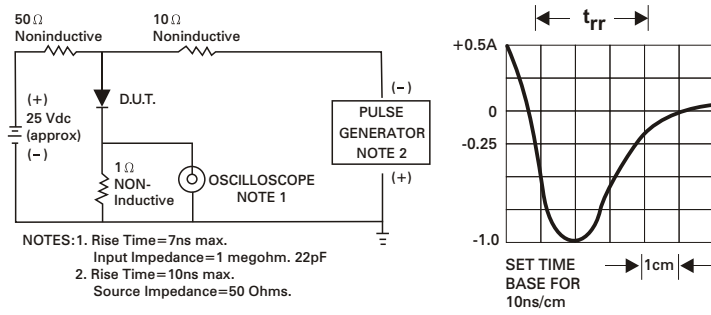 50 Ω
Noninductive
10 Ω
Noninductive
(+)
25 Vdc
(approx)
(-)
D.U.T.
1 Ω
NON-
Inductive
OSCILLOSCOPE
NOTE 1
(-)
PULSE
GENERATOR
NOTE 2
(+)
NOTES:1. Rise Time=7ns max.
Input Impedance=1 megohm. 22pF
2. Rise Time=10ns max.
Source Impedance=50 Ohms.
trr
+0.5A
0
-0.25
-1.0
SET TIME
BASE FOR
10ns/cm
1cm